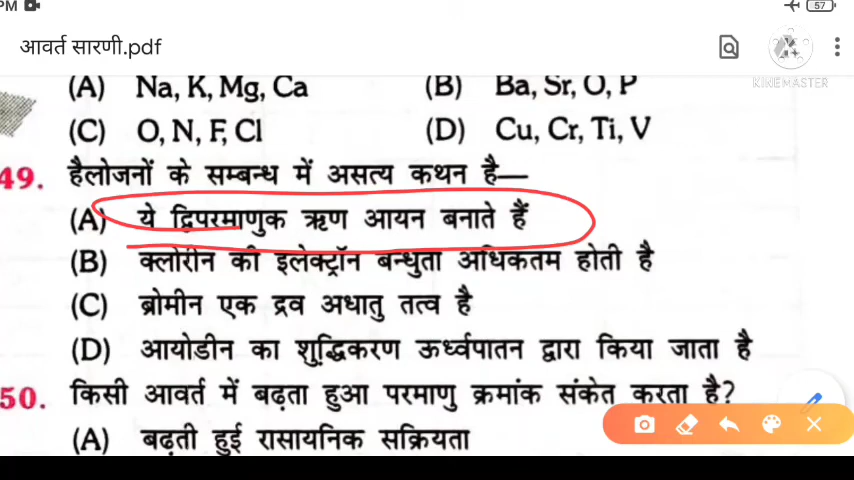 PM
57
आवर्त सारणी.pdf
KINEMASTER
(A) Na, K, Mg, Ca (B) Ba, Sr, O, P
(C) O, N, F, Cl (D) Cu, Cr, Ti, V
49. हैलोजनों के सम्बन्ध में असत्य कथन है—
(A) ये द्विपरमाणुक ऋण आयन बनाते हैं
(B) क्लोरीन की इलेक्ट्रॉन बन्धुता अधिकतम होती है
(C) ब्रोमीन एक द्रव अधातु तत्व है
(D) आयोडीन का शुद्धिकरण ऊर्ध्वपातन द्वारा किया जाता है
50. किसी आवर्त में बढ़ता हुआ परमाणु क्रमांक संकेत करता है?
(A) बढ़ती हुई रासायनिक सक्रियता